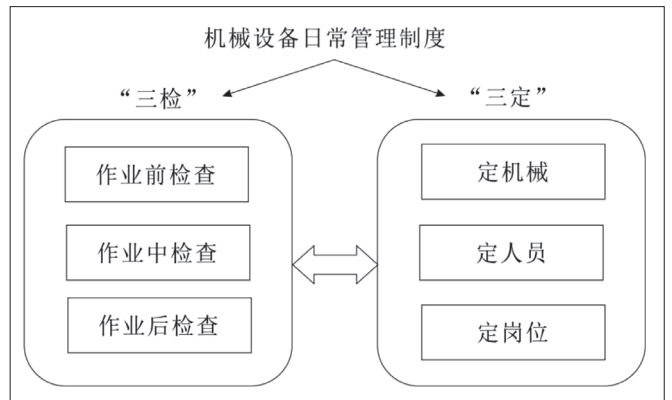 机械设备日常管理制度
“三检”
“三定”
作业前检查
作业中检查
作业后检查
定机械
定人员
定岗位